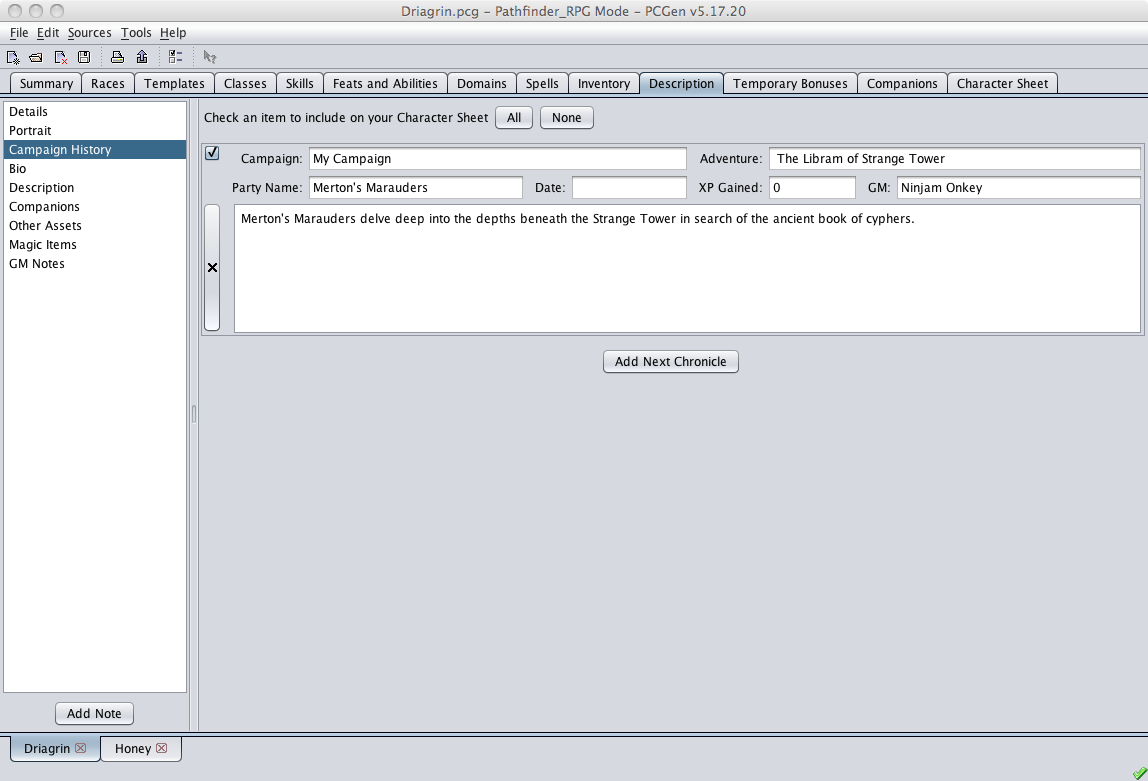 Driagrin.pcg – Pathfinder_RPG Mode – PCGen v5.17.20
File Edit Sources Tools Help
Summary Races Templates Classes Skills Feats and Abilities Domains Spells Inventory Description Temporary Bonuses Companions Character Sheet
Details
Portrait
Campaign History
Bio
Description
Companions
Other Assets
Magic Items
GM Notes
Add Note
Check an item to include on your Character Sheet All None
Campaign: My Campaign Adventure: The Libram of Strange Tower
Party Name: Merton's Marauders Date: XP Gained: 0 GM: Ninjam Onkey
Merton's Marauders delve deep into the depths beneath the Strange Tower in search of the ancient book of cyphers.
Add Next Chronicle
Driagrin Honey